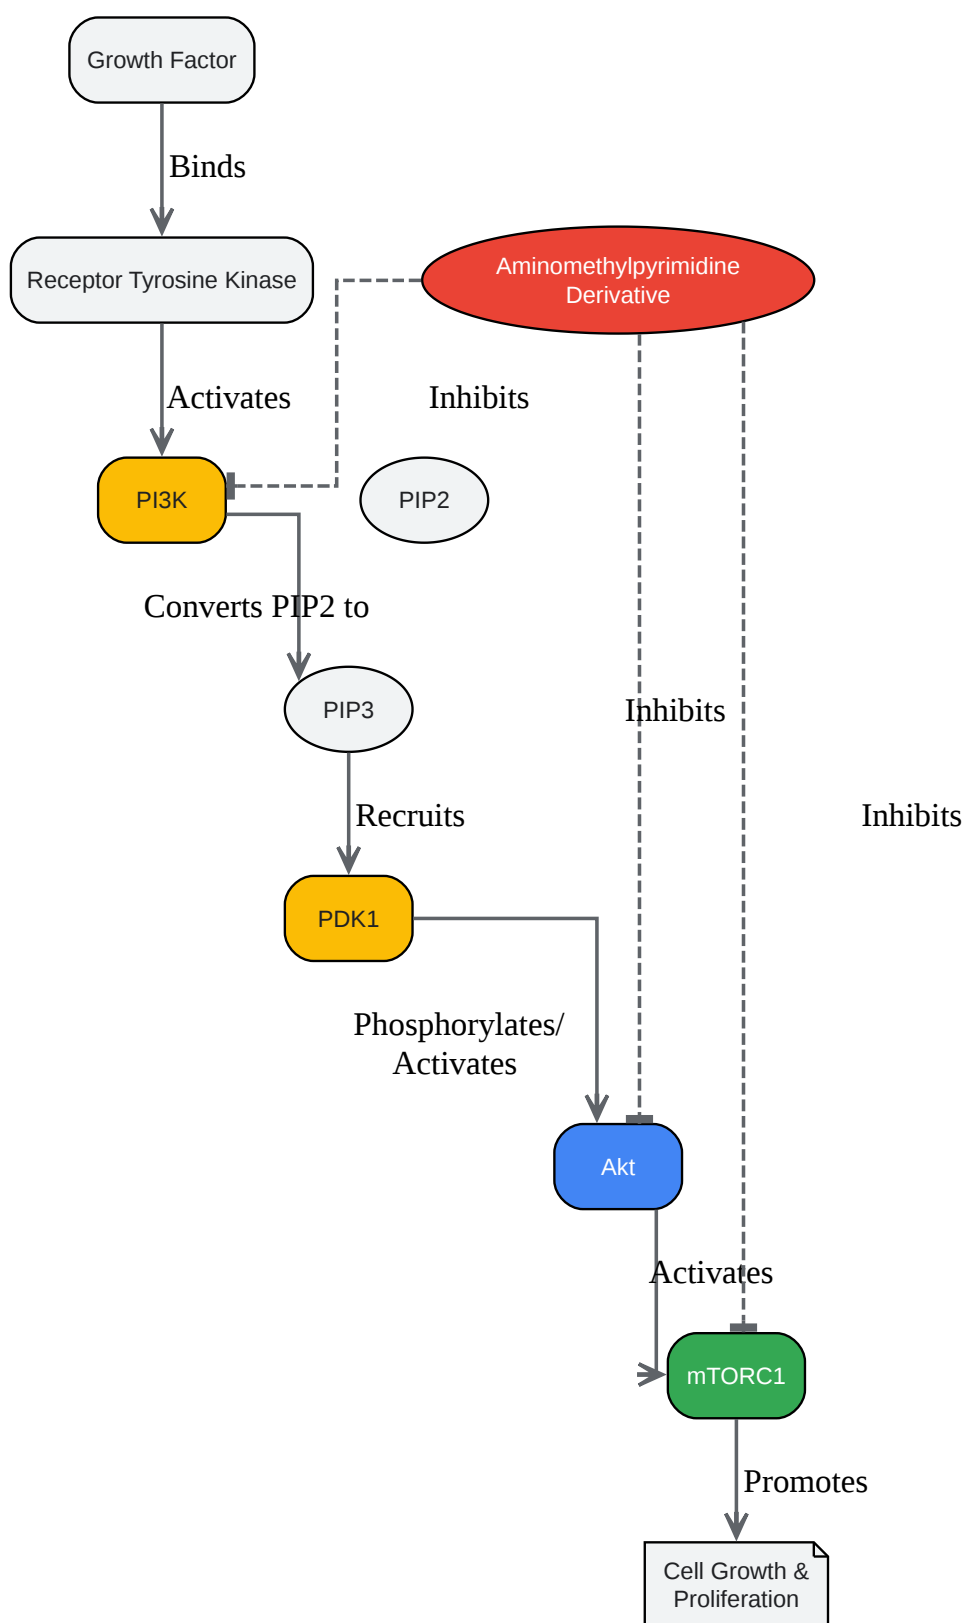 Growth Factor
Binds
Receptor Tyrosine Kinase
Aminomethylpyrimidine
Derivative
Activates
Inhibits
PI3K
PIP2
Converts PIP2 to
PIP3
Inhibits
Recruits
Inhibits
PDK1
Phosphorylates/
Activates
Akt
Activates
mTORC1
Promotes
Cell Growth &
Proliferation